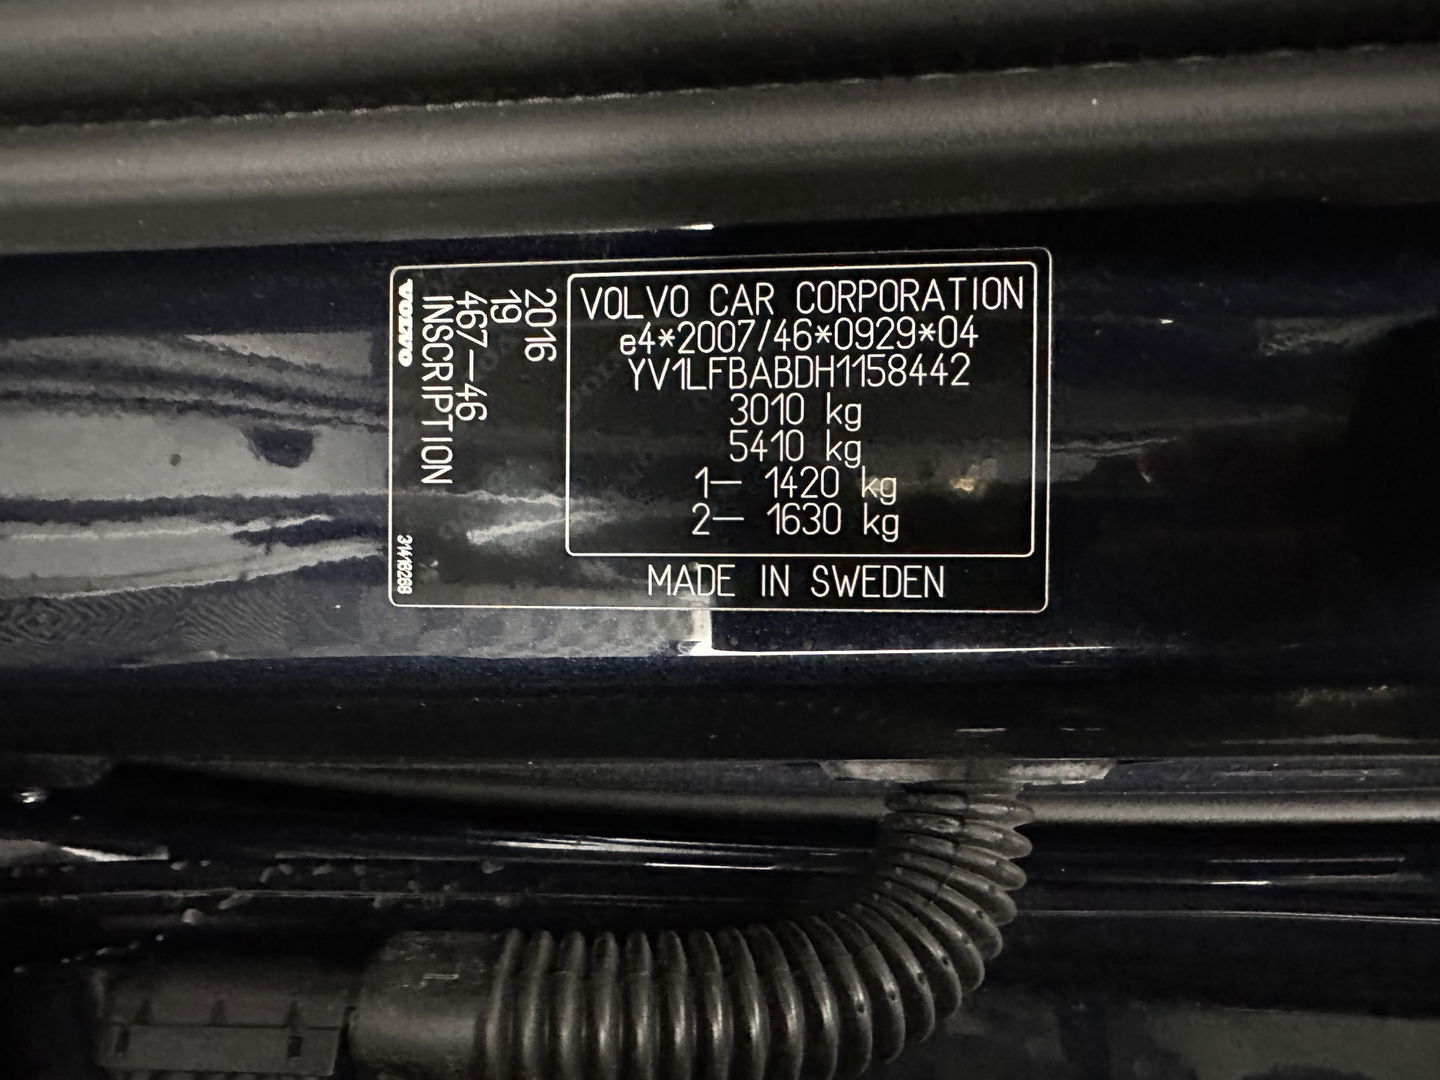 VOLVO CAR CORPORATION
e4*2007/46*0929*04
YV1LFBABDH1158442
3010 kg
5410 kg
1— 1420 kg
2— 1630 kg
MADE IN SWEDEN
2016
19
467-46
INSCRIPTION
VOLVO
31416268